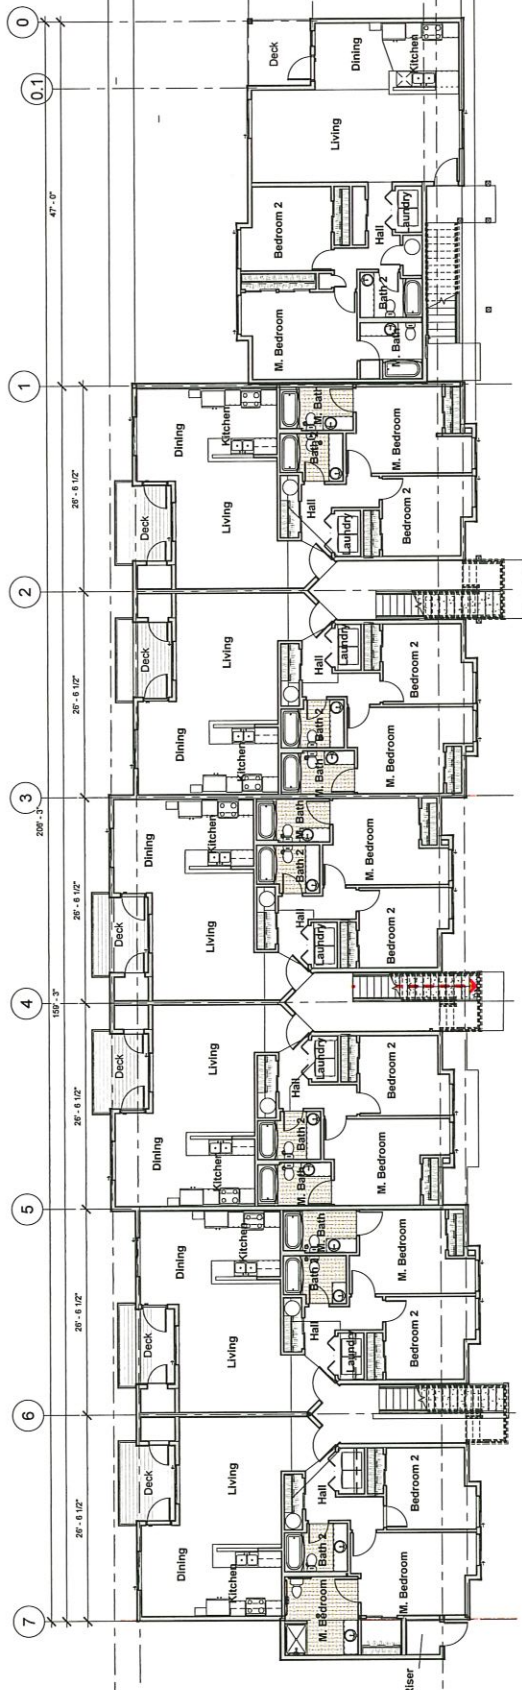 0
0.1
47' - 0"
Deck
Dining
Kitchen
Living
Bedroom 2
Hall
Laundry
Bath 2
M. Bedroom
M. Bath
1
26' - 6 1/2"
Dining
Kitchen
M. Bath
Bath 2
M. Bedroom
Deck
Living
Hall
Laundry
Bedroom 2
2
26' - 6 1/2"
Deck
Living
Hall
Laundry
Bedroom 2
Dining
Kitchen
Bath 2
M. Bath
M. Bedroom
3
206' - 3"
26' - 6 1/2"
Dining
Kitchen
M. Bath
Bath 2
M. Bedroom
Deck
Living
Hall
Laundry
Bedroom 2
4
159' - 3"
26' - 6 1/2"
Deck
Living
Hall
Laundry
Bedroom 2
Dining
Kitchen
Bath 2
M. Bath
M. Bedroom
5
26' - 6 1/2"
Dining
Kitchen
M. Bath
Bath 2
M. Bedroom
Deck
Living
Hall
Laundry
Bedroom 2
6
26' - 6 1/2"
Deck
Living
Hall
Bedroom 2
Dining
Kitchen
Bath 2
M. Bedroom
M. Bedroom
7
Riser